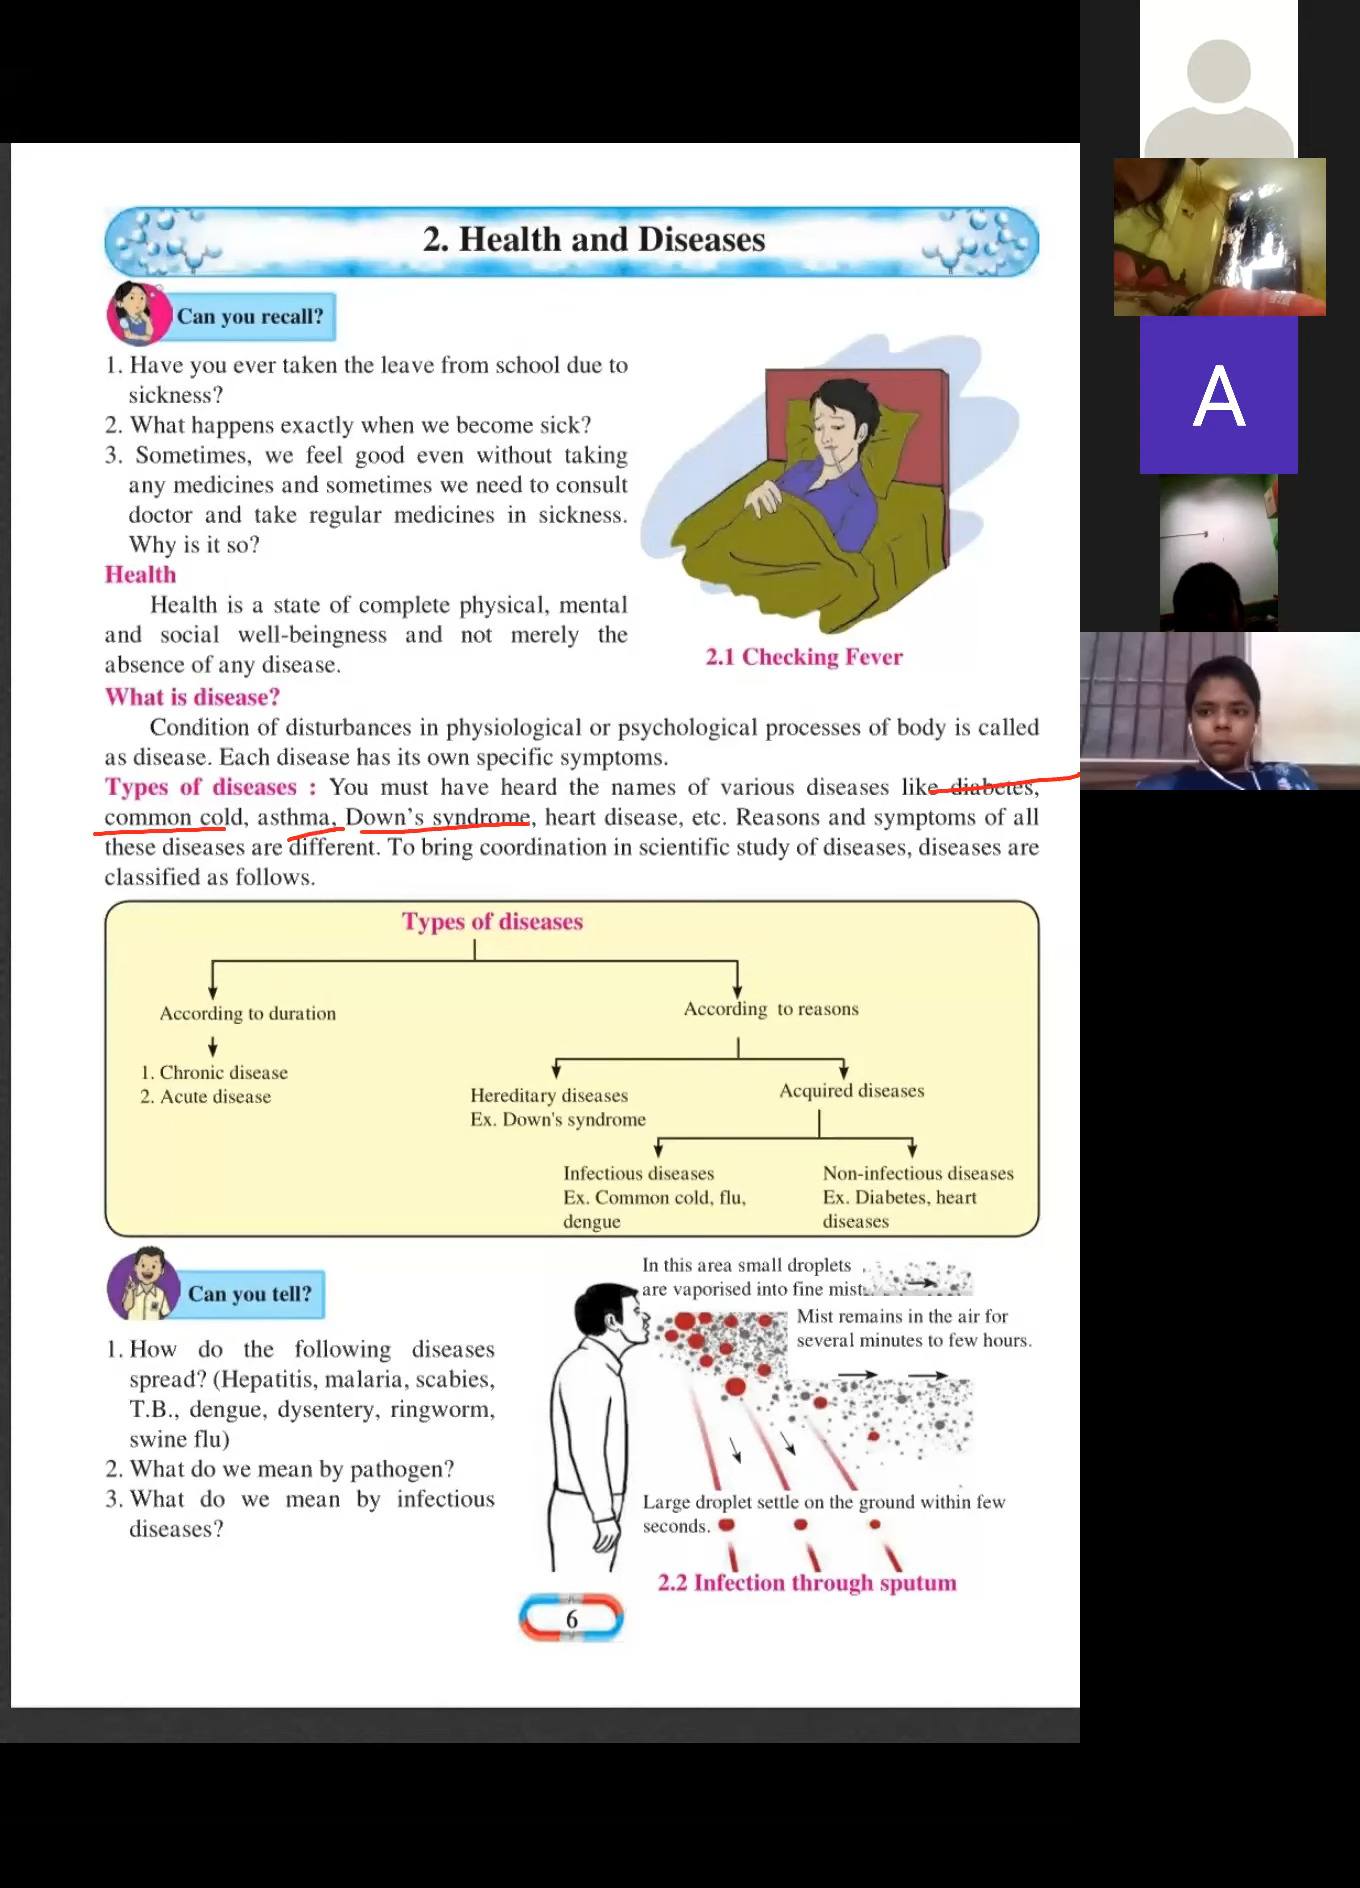 2. Health and Diseases
Can you recall?
1. Have you ever taken the leave from school due to
sickness?
2. What happens exactly when we become sick?
3. Sometimes, we feel good even without taking
any medicines and sometimes we need to consult
doctor and take regular medicines in sickness.
Why is it so?
Health
Health is a state of complete physical, mental
and social well-beingness and not merely the
absence of any disease.
2.1 Checking Fever
What is disease?
Condition of disturbances in physiological or psychological processes of body is called
as disease. Each disease has its own specific symptoms.
Types of diseases : You must have heard the names of various diseases like diabetes,
common cold, asthma, Down's syndrome, heart disease, etc. Reasons and symptoms of all
these diseases are different. To bring coordination in scientific study of diseases, diseases are
classified as follows.
Types of diseases
According to duration
1. Chronic disease
2. Acute disease
According to reasons
Hereditary diseases
Ex. Down's syndrome
Acquired diseases
Infectious diseases
Ex. Common cold, flu,
dengue
Non-infectious diseases
Ex. Diabetes, heart
diseases
Can you tell?
1. How do the following diseases
spread? (Hepatitis, malaria, scabies,
T.B., dengue, dysentery, ringworm,
swine flu)
2. What do we mean by pathogen?
3. What do we mean by infectious
diseases?
In this area small droplets
are vaporised into fine mist.
Mist remains in the air for
several minutes to few hours.
Large droplet settle on the ground within few
seconds.
2.2 Infection through sputum
6
A